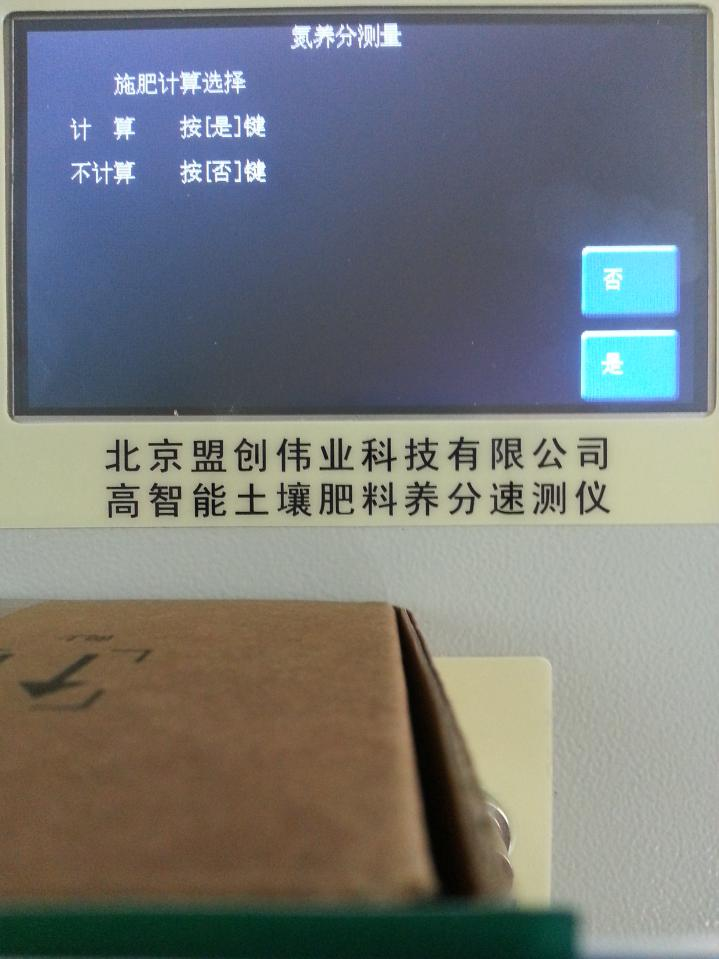 氮养分测量
施肥计算选择
计 算 按[是]键
不计算 按[否]键
否
是
北京盟创伟业科技有限公司
高智能土壤肥料养分速测仪